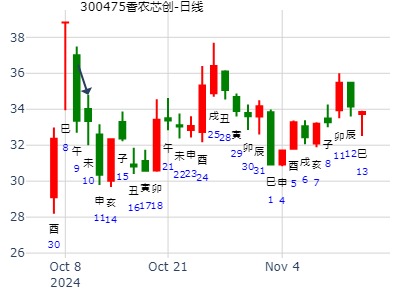 300475香农芯创-日线
38
36
34
32
30
28
26
酉
30
巳
8
午
9
未
10
申
11
亥
14
子
15
丑
16
寅
17
卯
18
午
21
未
22
申
23
酉
24
戌
25
丑
28
寅
29
卯
30
辰
31
巳
1
申
4
酉
5
戌
6
亥
7
子
8
卯
11
辰
12
巳
13
Oct 8
2024
Oct 21
Nov 4